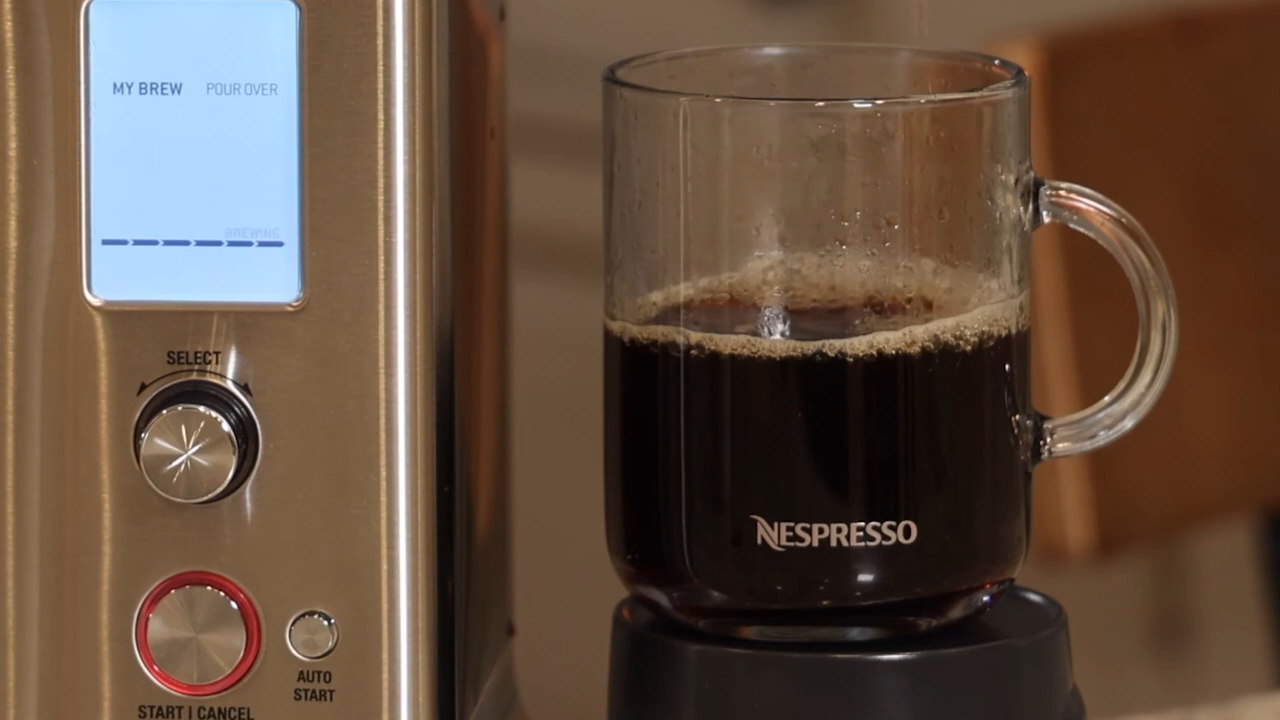 MY BREW POUR OVER
BREWING
SELECT
NESPRESSO
AUTO
START
START | CANCEL